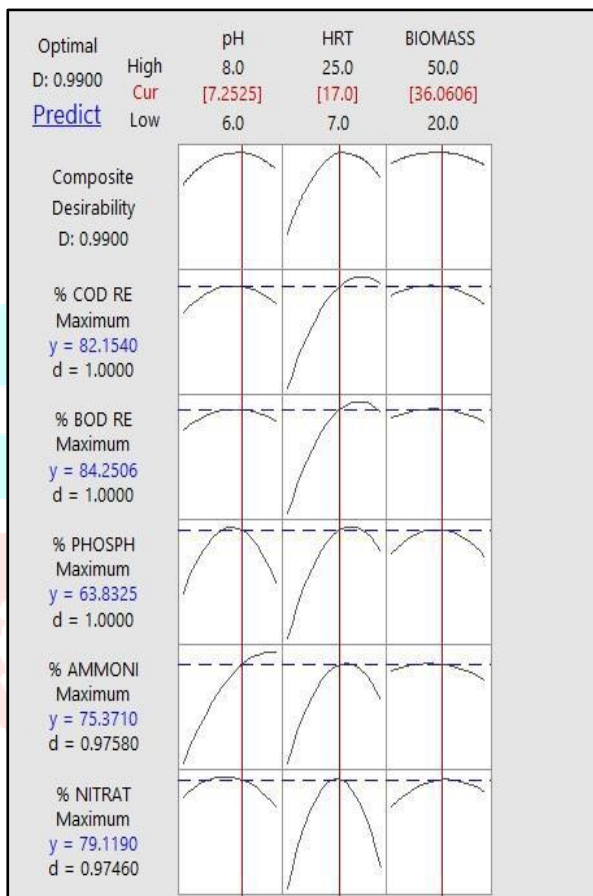 Optimal
D: 0.9900
Predict
High
Cur
Low
pH
8.0
[7.2525]
6.0
HRT
25.0
[17.0]
7.0
BIOMASS
50.0
[36.0606]
20.0
Composite
Desirability
D: 0.9900
% COD RE
Maximum
y = 82.1540
d = 1.0000
% BOD RE
Maximum
y = 84.2506
d = 1.0000
% PHOSPH
Maximum
y = 63.8325
d = 1.0000
% AMMONI
Maximum
y = 75.3710
d = 0.97580
% NITRAT
Maximum
y = 79.1190
d = 0.97460